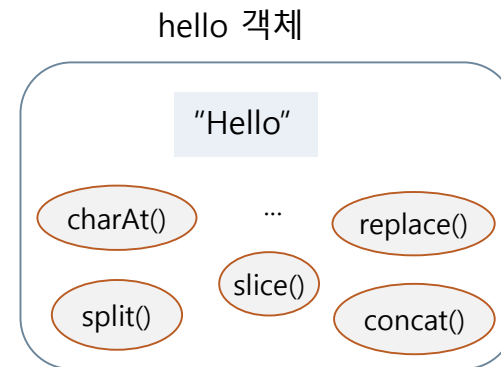 hello 객체
“Hello”
charAt()
...
replace()
slice()
split()
concat()